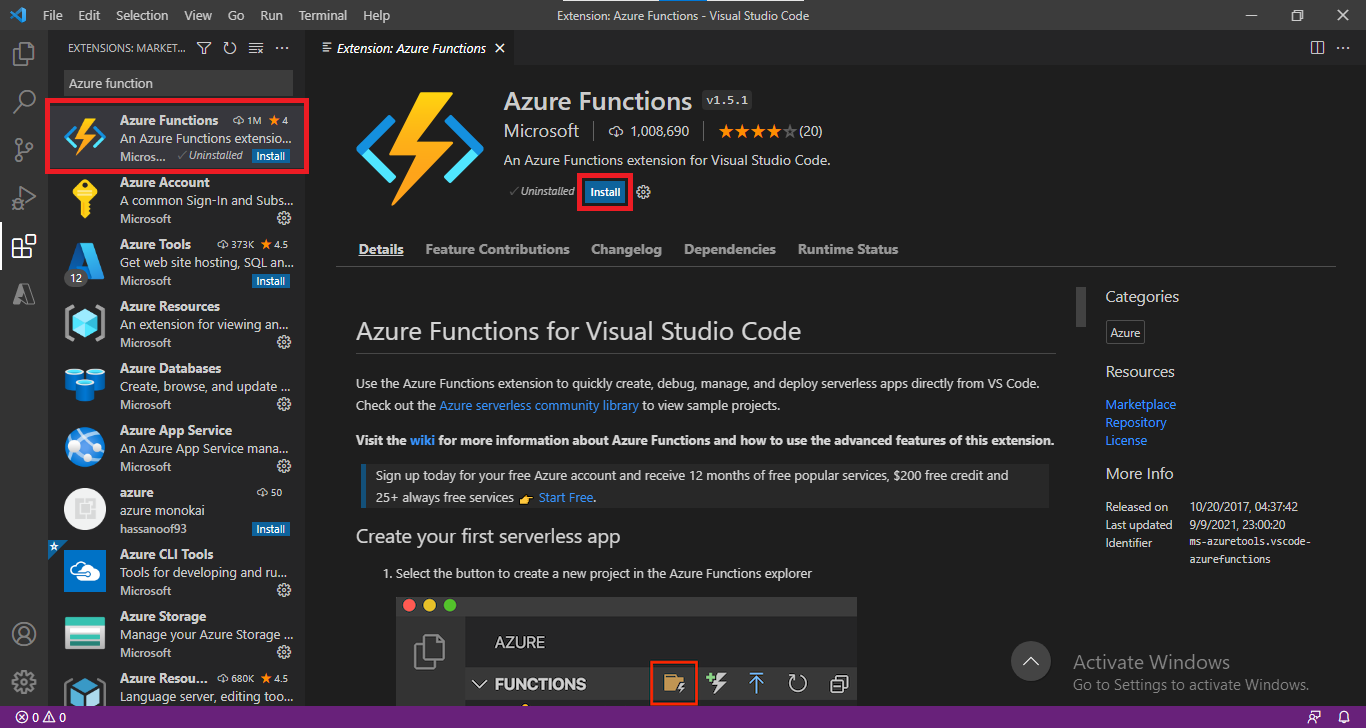 File Edit Selection View Go Run Terminal Help
Extension: Azure Functions - Visual Studio Code
EXTENSIONS: MARKET...
Azure function
Azure Functions 1M 4
An Azure Functions extensio...
Micros... Uninstalled Install
Azure Account
A common Sign-In and Subs...
Microsoft
Azure Tools 373K 4.5
Get web site hosting, SQL an...
12
Microsoft Install
Azure Resources
An extension for viewing an...
Microsoft
Azure Databases
Create, browse, and update ...
Microsoft
Azure App Service
An Azure App Service mana...
Microsoft
azure 50
azure monokai
hassanoof93 Install
Azure CLI Tools
Tools for developing and ru...
Microsoft
Azure Storage
Manage your Azure Storage ...
Microsoft
Azure Resou... 680K 4.5
Language server, editing too...
Extension: Azure Functions
Azure Functions v1.5.1
Microsoft 1,008,690 (20)
An Azure Functions extension for Visual Studio Code.
Uninstalled Install
Details Feature Contributions Changelog Dependencies Runtime Status
Azure Functions for Visual Studio Code
Use the Azure Functions extension to quickly create, debug, manage, and deploy serverless apps directly from VS Code.
Check out the Azure serverless community library to view sample projects.
Visit the wiki for more information about Azure Functions and how to use the advanced features of this extension.
Sign up today for your free Azure account and receive 12 months of free popular services, $200 free credit and
25+ always free services 👉 Start Free.
Create your first serverless app
1. Select the button to create a new project in the Azure Functions explorer
AZURE
FUNCTIONS
Categories
Azure
Resources
Marketplace
Repository
License
More Info
Released on 10/20/2017, 04:37:42
Last updated 9/9/2021, 23:00:20
Identifier ms-azuretools.vscode-
azurefunctions
Activate Windows
Go to Settings to activate Windows.
0 0